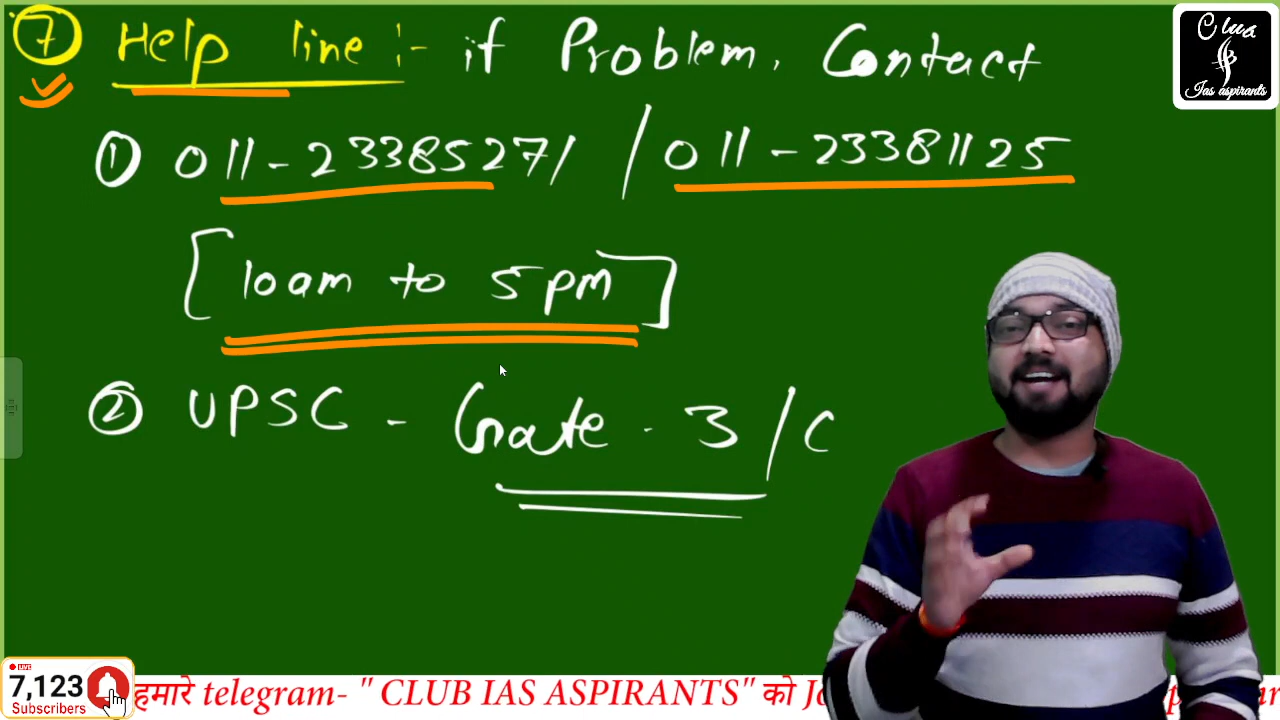 7 Help line :- if Problem, Contact
1 011-23385271 / 011-23381125
[10am to 5pm]
2 UPSC - Gate - 3/C
Club
Ias aspirants
LIVE
7,123
Subscribers
हमारे telegram- " CLUB IAS ASPIRANTS" को